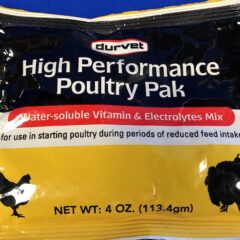 durvet
High Performance
Poultry Pak
Water-soluble Vitamin & Electrolytes Mix
for use in starting poultry during periods of reduced feed intake
NET WT: 4 OZ. (113.4gm)